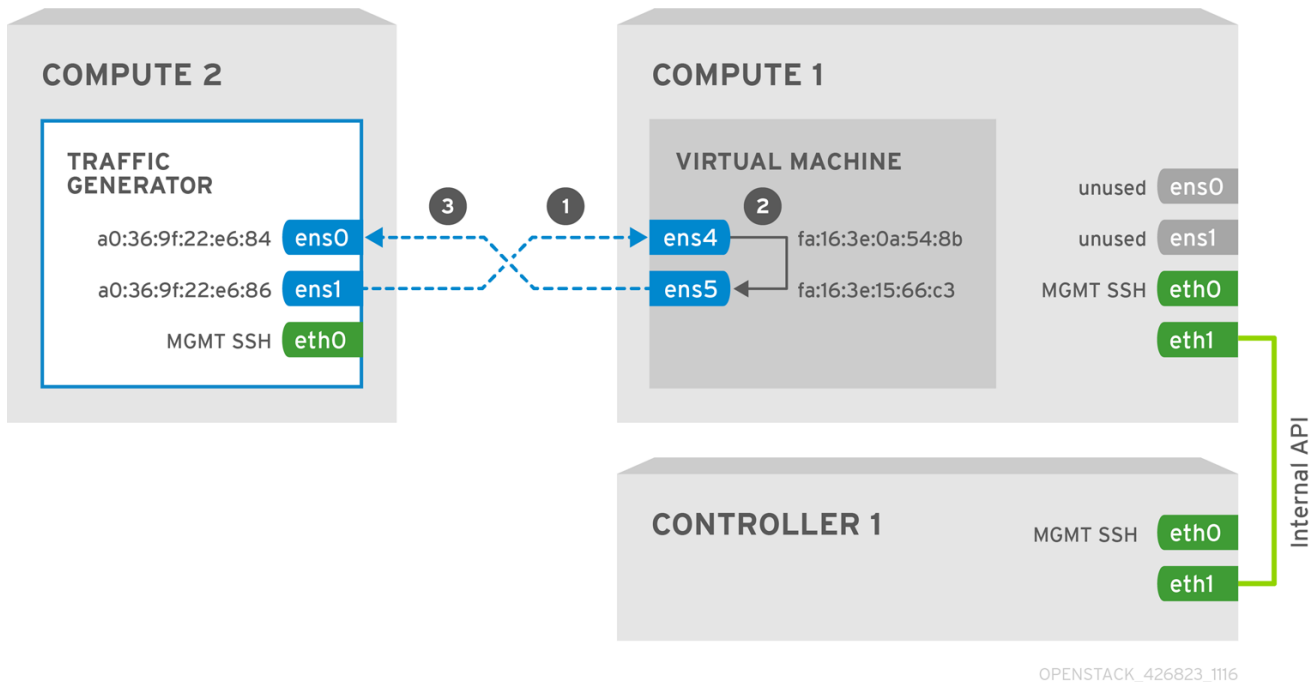 COMPUTE 2
TRAFFIC
GENERATOR
a0:36:9f:22:e6:84 ens0
a0:36:9f:22:e6:86 ens1
MGMT SSH eth0
3
1
COMPUTE 1
VIRTUAL MACHINE
2
ens4 fa:16:3e:0a:54:8b
ens5 fa:16:3e:15:66:c3
unused ens0
unused ens1
MGMT SSH eth0
eth1
Internal API
CONTROLLER 1
MGMT SSH eth0
eth1
OPENSTACK_426823_1116